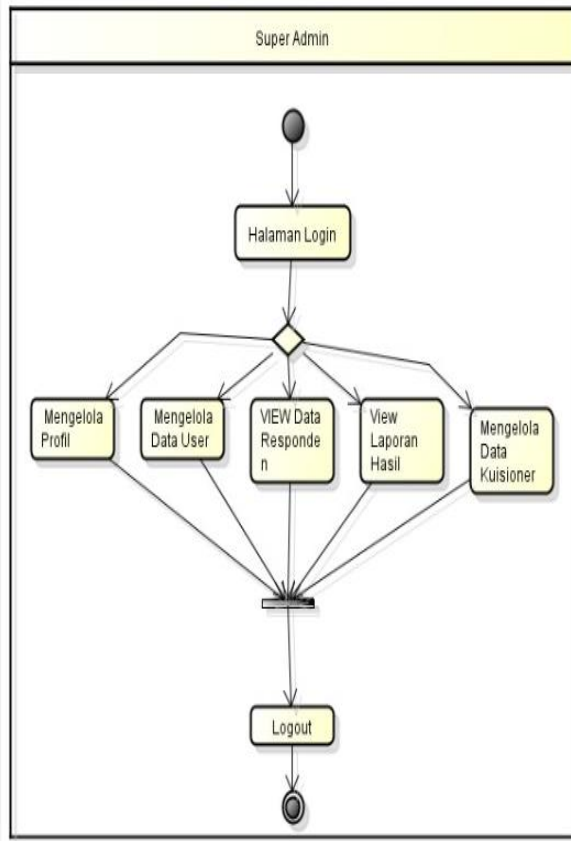 Super Admin
Halaman Login
Mengelola
Profil
Mengelola
Data User
VIEW Data
Responde
n
View
Laporan
Hasil
Mengelola
Data
Kuisioner
Logout